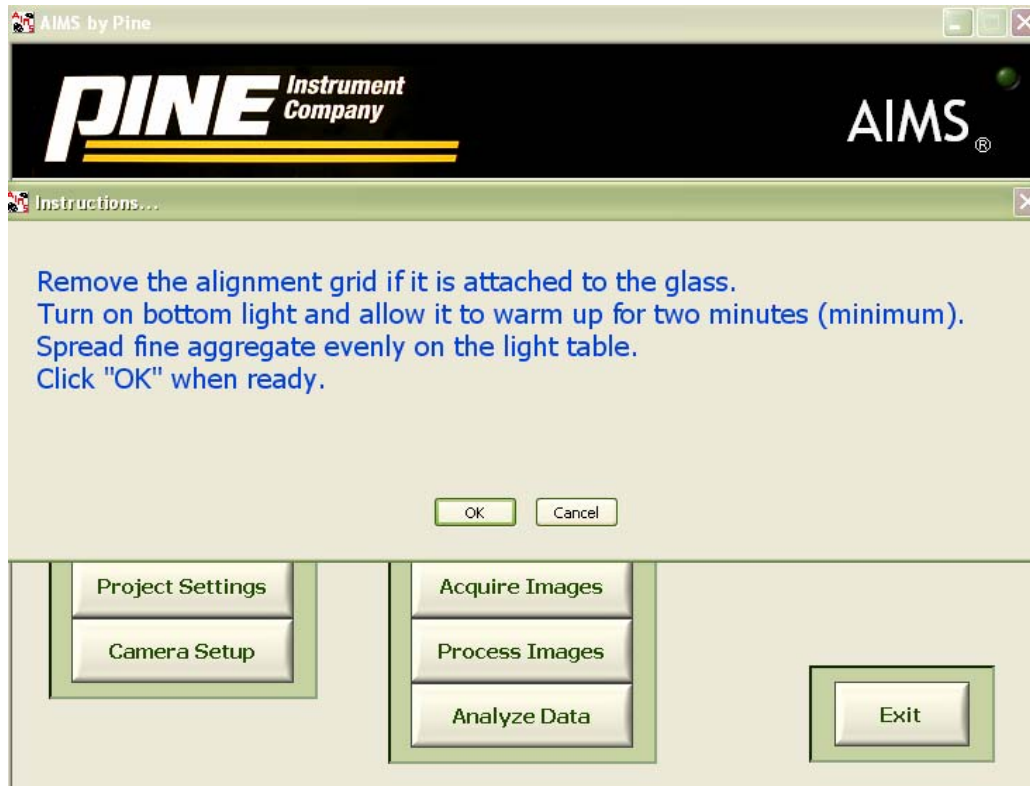 AIMS by Pine
PINE Instrument
Company
AIMS®
Instructions...
Remove the alignment grid if it is attached to the glass.
Turn on bottom light and allow it to warm up for two minutes (minimum).
Spread fine aggregate evenly on the light table.
Click "OK" when ready.
OK Cancel
Project Settings Acquire Images
Camera Setup Process Images
Analyze Data Exit